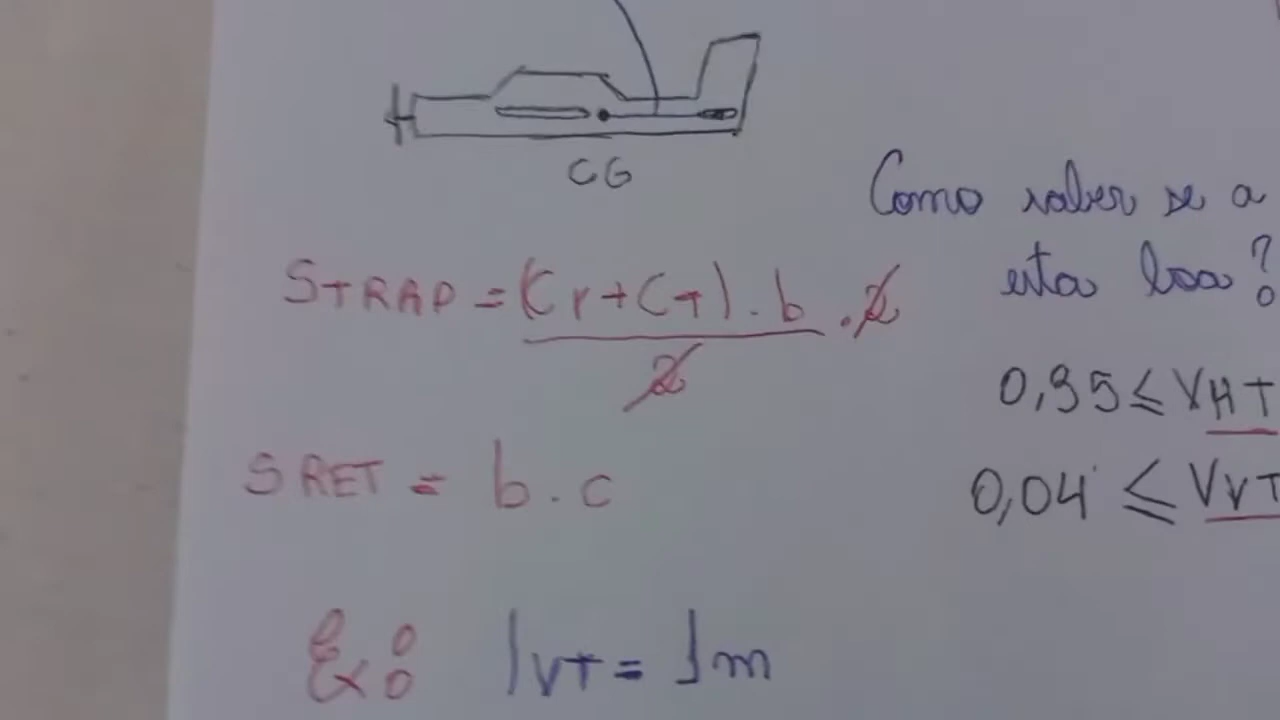 CG
STRAP = (Cr + CT) . b . 2
2
SRET = b . c
Ex: lVT = 1m
Como saber se a
esta boa?
0,35 ≤ VHT
0,04 ≤ VVT